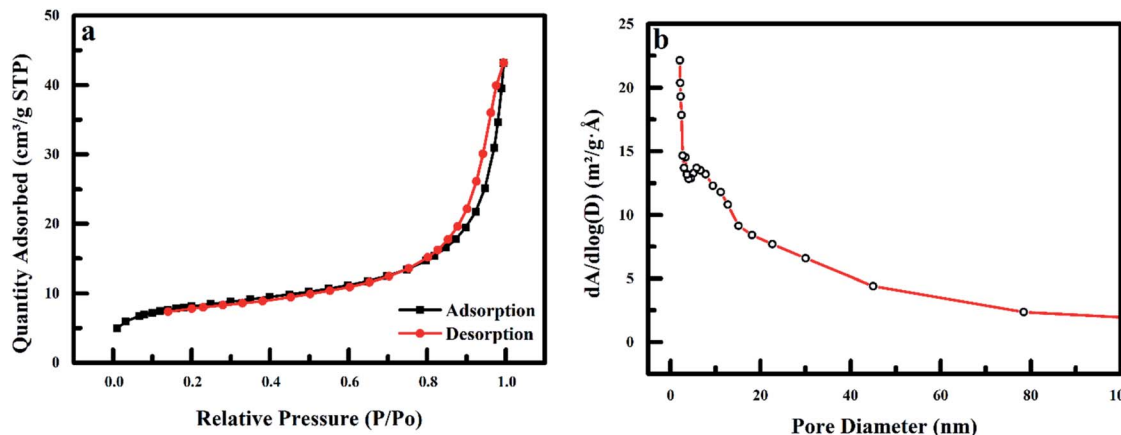 a
50
40
30
20
10
0
Quantity Adsorbed (cm³/g STP)
Adsorption
Desorption
0.0 0.2 0.4 0.6 0.8 1.0
Relative Pressure (P/Po)
b
25
20
15
10
5
0
dA/dlog(D) (m²/g·Å)
0 20 40 60 80 10
Pore Diameter (nm)